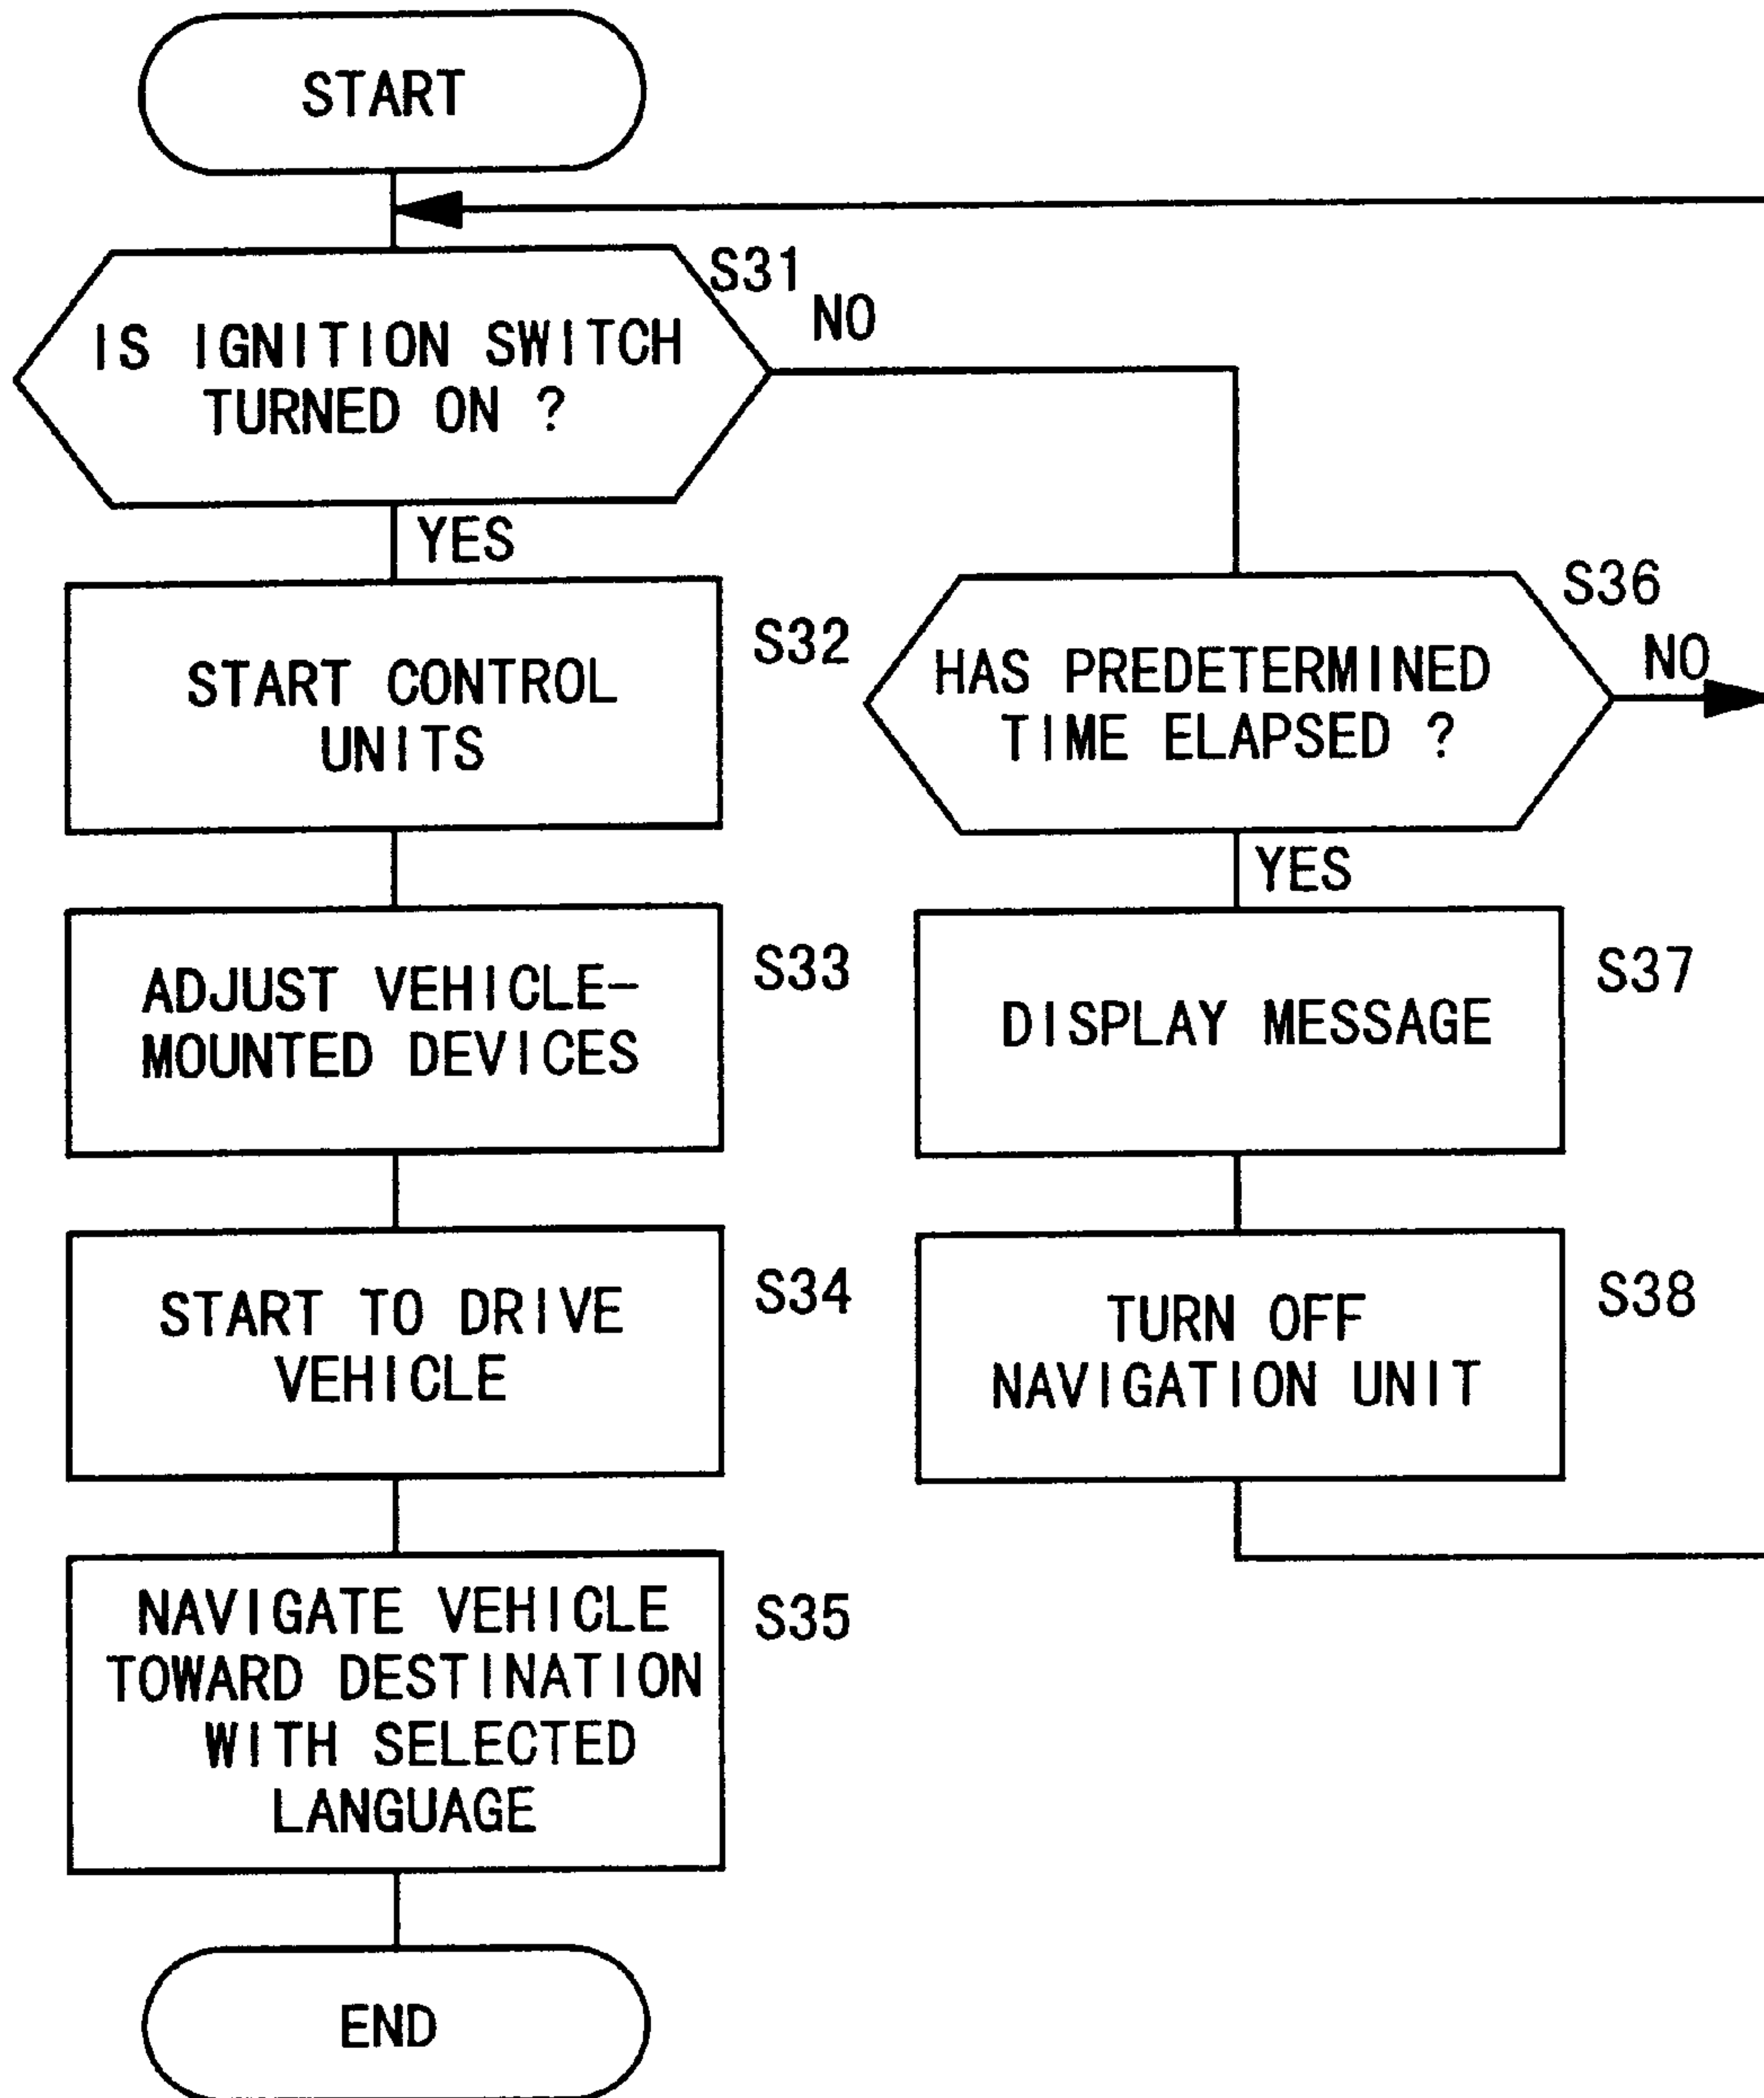 START
S31
IS IGNITION SWITCH
TURNED ON ?
NO
YES
START CONTROL
UNITS
S32
ADJUST VEHICLE-
MOUNTED DEVICES
S33
START TO DRIVE
VEHICLE
S34
NAVIGATE VEHICLE
TOWARD DESTINATION
WITH SELECTED
LANGUAGE
S35
END
S36
HAS PREDETERMINED
TIME ELAPSED ?
NO
YES
DISPLAY MESSAGE
S37
TURN OFF
NAVIGATION UNIT
S38